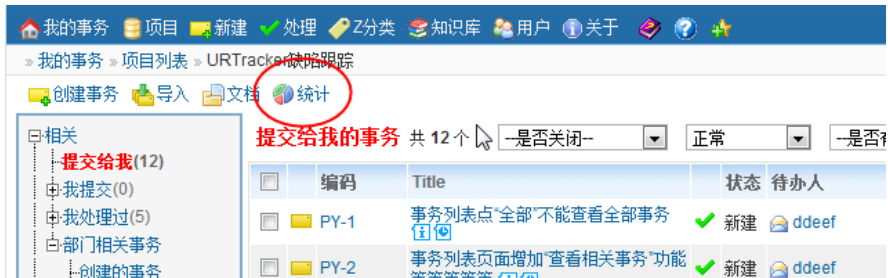 我的事务 项目 新建 处理 Z分类 知识库 用户 关于
» 我的事务 » 项目列表 » URTracker缺陷跟踪
创建事务 导入 文档 统计
相关
提交给我(12)
我提交(0)
我处理过(5)
部门相关事务
创建的事务
提交给我的事务 共 12 个 --是否关闭-- 正常 --是否
编码 Title 状态 待办人
PY-1 事务列表点“全部”不能查看全部事务 新建 ddeef
PY-2 事务列表页面增加“查看相关事务”功能 新建 ddeef
等等等等等